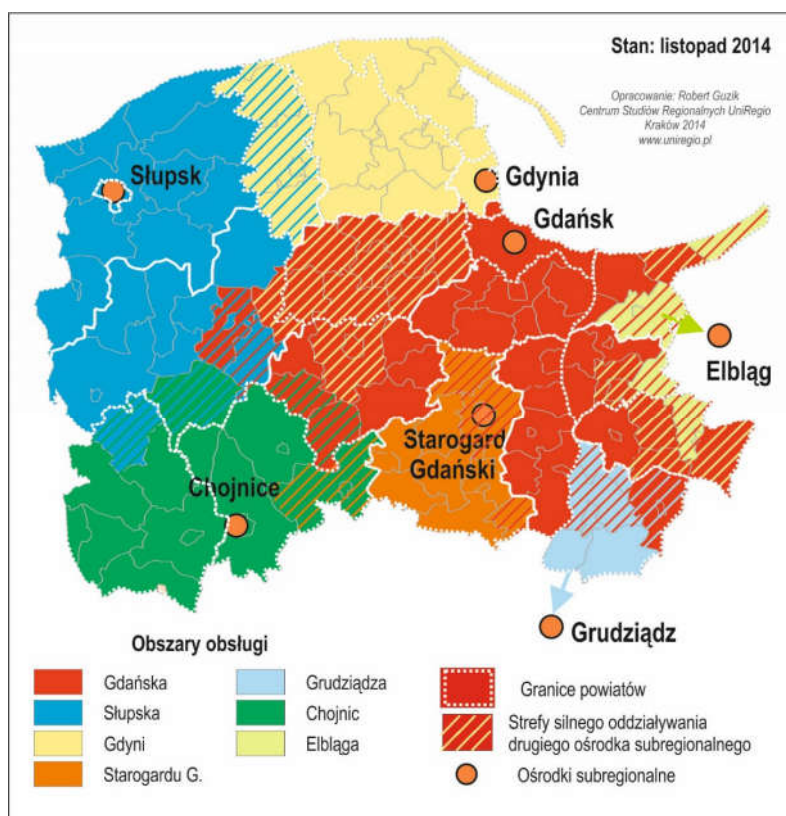 Stan: listopad 2014
Opracowanie: Robert Guzik
Centrum Studiów Regionalnych UniRegio
Kraków 2014
www.uniregio.pl
Słupsk
Gdynia
Gdańsk
Elbląg
Starogard
Gdański
Chojnice
Grudziądz
Obszary obsługi
Gdańska
Słupska
Gdyni
Starogardu G.
Grudziądza
Chojnic
Elbląga
Granice powiatów
Strefy silnego oddziaływania
drugiego ośrodka subregionalnego
Ośrodki subregionalne